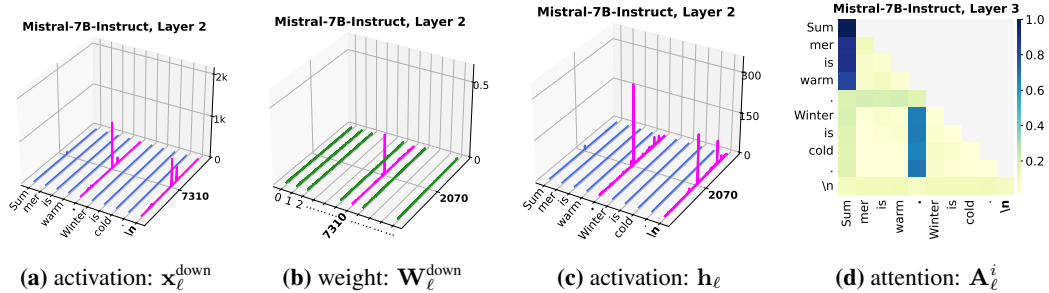 Mistral-7B-Instruct, Layer 2
2k
1k
0
7310
Sum
mer
is
warm
.
Winter
is
cold
.
\n
(a) activation: x_ℓ^down
Mistral-7B-Instruct, Layer 2
0.5
0
2070
0 1 2 .......... 7310 ..........
(b) weight: W_ℓ^down
Mistral-7B-Instruct, Layer 2
300
150
0
2070
Sum
mer
is
warm
.
Winter
is
cold
.
\n
(c) activation: h_ℓ
Mistral-7B-Instruct, Layer 3
Sum
mer
is
warm
.
Winter
is
cold
.
\n
Sum
mer
is
warm
.
Winter
is
cold
.
\n
1.0
0.8
0.6
0.4
0.2
(d) attention: A_ℓ^i